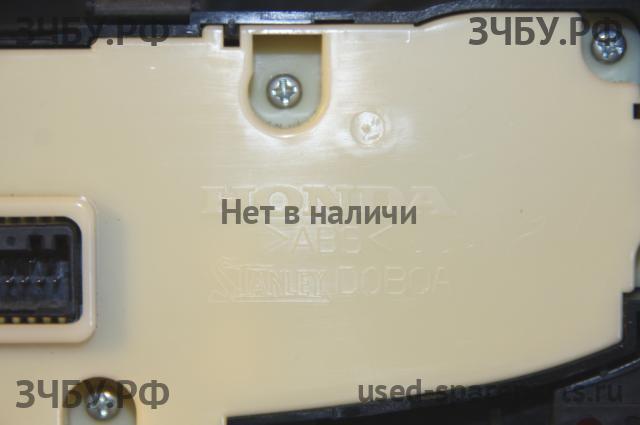 ЗЧБУ.РФ
ЗЧБУ.РФ
HONDA
Нет в наличи
>ABS<
STANLEY D0B0A
ЗЧБУ.РФ
used-spareparts.ru